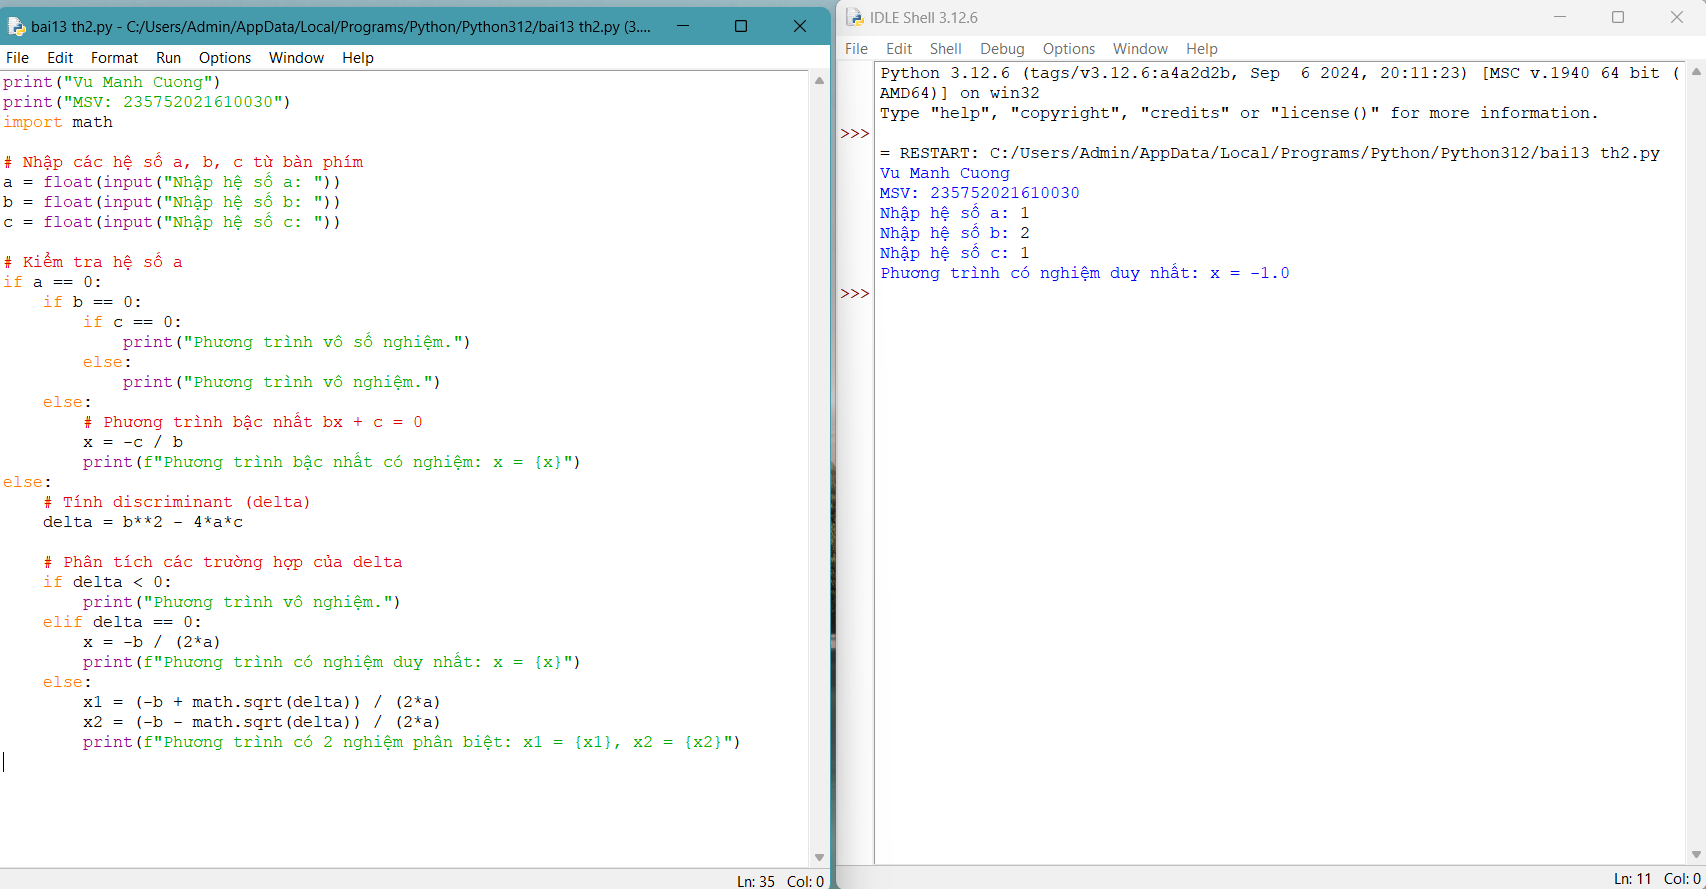 bai13 th2.py - C:/Users/Admin/AppData/Local/Programs/Python/Python312/bai13 th2.py (3....
File Edit Format Run Options Window Help
print("Vu Manh Cuong")
print("MSV: 235752021610030")
import math

# Nhập các hệ số a, b, c từ bàn phím
a = float(input("Nhập hệ số a: "))
b = float(input("Nhập hệ số b: "))
c = float(input("Nhập hệ số c: "))

# Kiểm tra hệ số a
if a == 0:
    if b == 0:
        if c == 0:
            print("Phương trình vô số nghiệm.")
        else:
            print("Phương trình vô nghiệm.")
    else:
        # Phương trình bậc nhất bx + c = 0
        x = -c / b
        print(f"Phương trình bậc nhất có nghiệm: x = {x}")
else:
    # Tính discriminant (delta)
    delta = b**2 - 4*a*c

    # Phân tích các trường hợp của delta
    if delta < 0:
        print("Phương trình vô nghiệm.")
    elif delta == 0:
        x = -b / (2*a)
        print(f"Phương trình có nghiệm duy nhất: x = {x}")
    else:
        x1 = (-b + math.sqrt(delta)) / (2*a)
        x2 = (-b - math.sqrt(delta)) / (2*a)
        print(f"Phương trình có 2 nghiệm phân biệt: x1 = {x1}, x2 = {x2}")
Ln: 35 Col: 0
IDLE Shell 3.12.6
File Edit Shell Debug Options Window Help
Python 3.12.6 (tags/v3.12.6:a4a2d2b, Sep  6 2024, 20:11:23) [MSC v.1940 64 bit (
AMD64)] on win32
Type "help", "copyright", "credits" or "license()" for more information.
>>>
= RESTART: C:/Users/Admin/AppData/Local/Programs/Python/Python312/bai13 th2.py
Vu Manh Cuong
MSV: 235752021610030
Nhập hệ số a: 1
Nhập hệ số b: 2
Nhập hệ số c: 1
Phương trình có nghiệm duy nhất: x = -1.0
>>>
Ln: 11 Col: 0